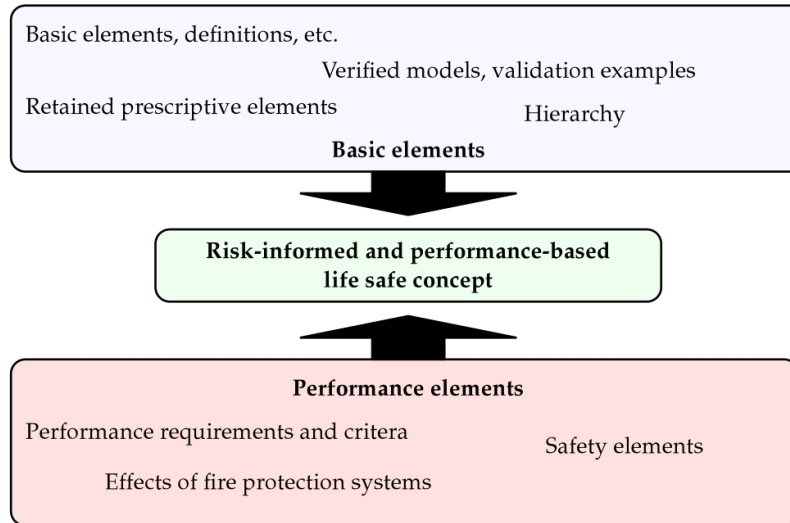 Basic elements, definitions, etc.
Verified models, validation examples
Retained prescriptive elements
Hierarchy
Basic elements
Risk-informed and performance-based
life safe concept
Performance elements
Performance requirements and critera
Safety elements
Effects of fire protection systems